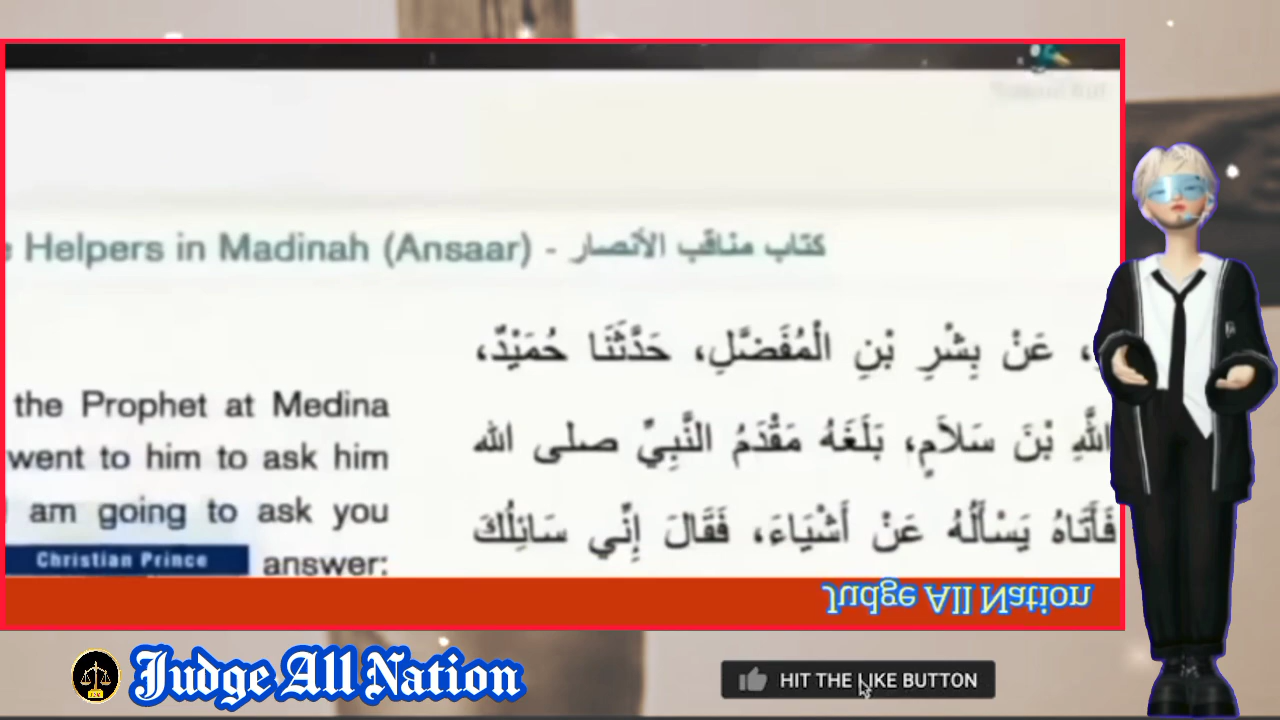 Helpers in Madinah (Ansaar) - كتاب مناقب الأنصار
عَنْ بِشْرِ بْنِ الْمُفَضَّلِ، حَدَّثَنَا حُمَيْدٌ،
the Prophet at Medina
اللَّهِ بْنَ سَلاَمٍ، بَلَغَهُ مَقْدَمُ النَّبِيِّ صلى الله
went to him to ask him
am going to ask you
فَأَتَاهُ يَسْأَلُهُ عَنْ أَشْيَاءَ، فَقَالَ إِنِّي سَائِلُكَ
Christian Prince
answer:
Judge All Nation
Judge All Nation
HIT THE LIKE BUTTON